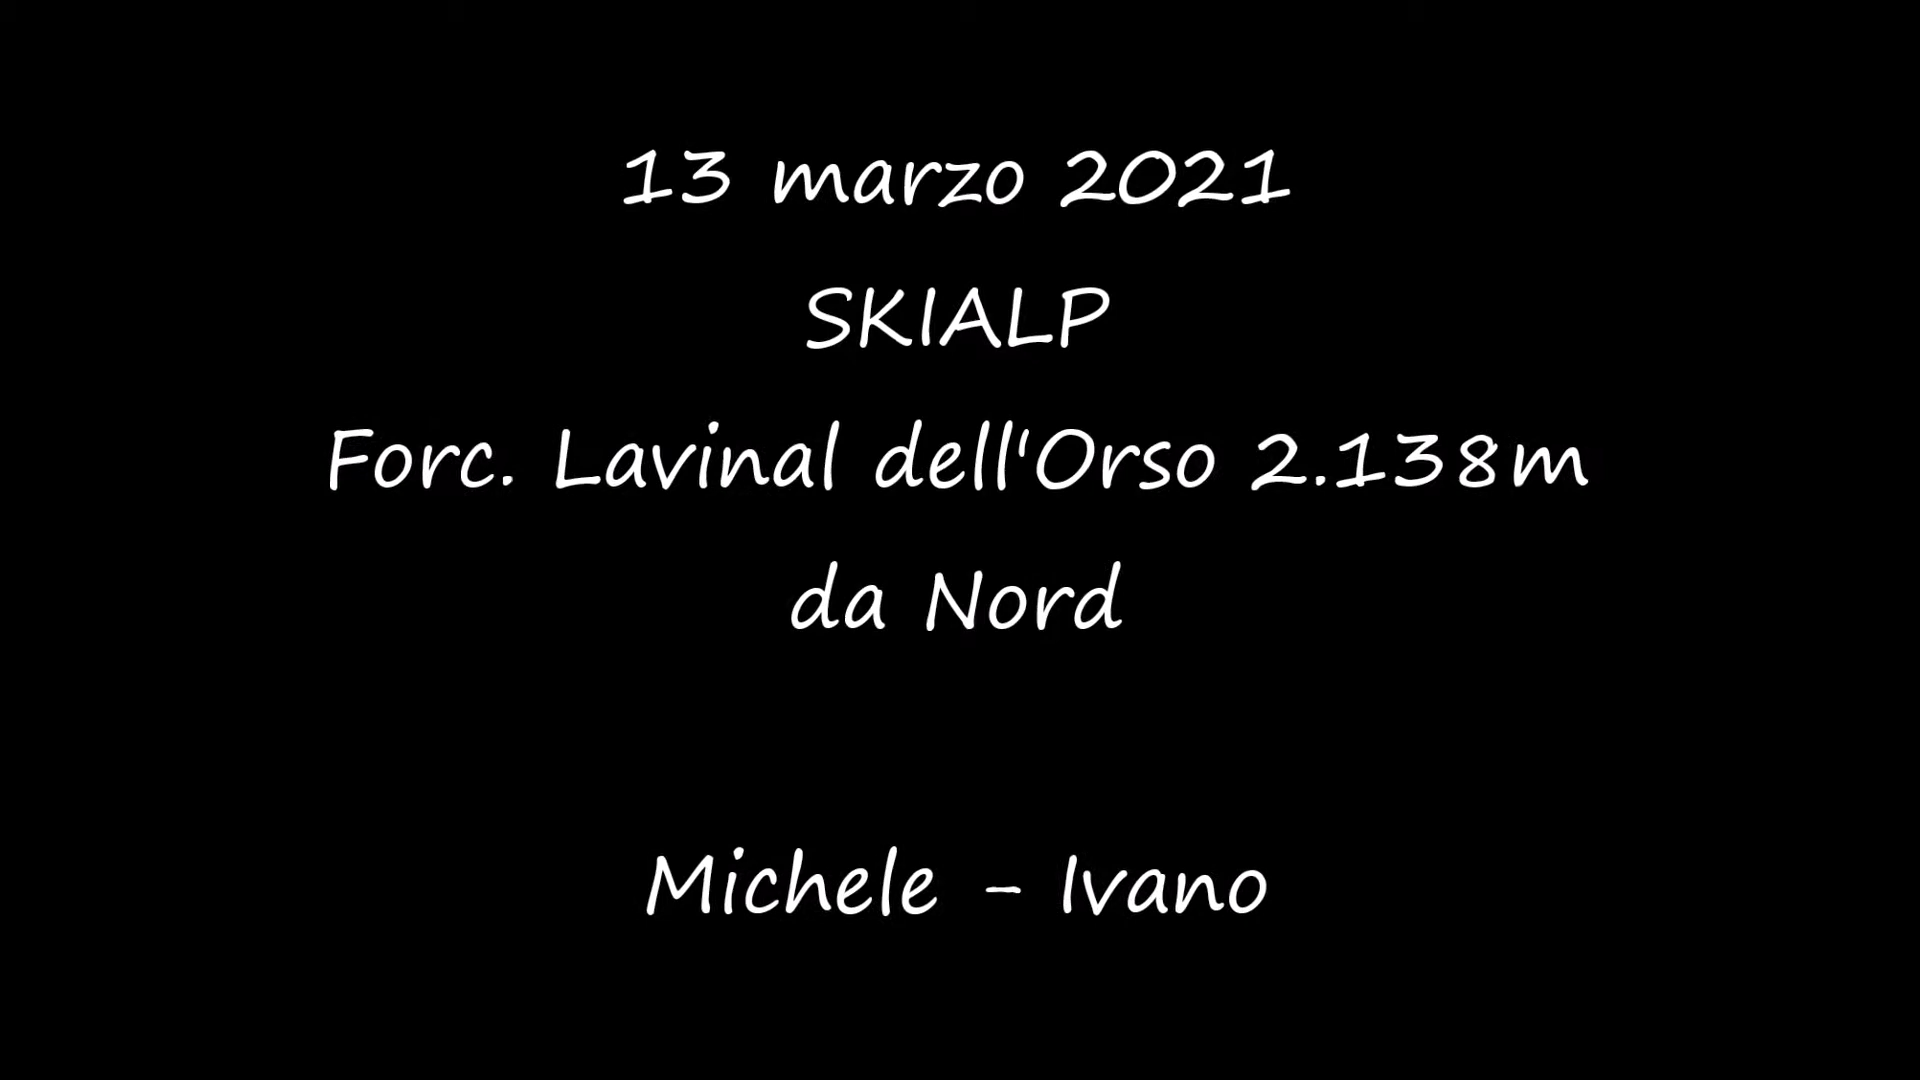 13 marzo 2021
SKIALP
Forc. Lavinal dell'Orso 2.138m
da Nord
Michele - Ivano